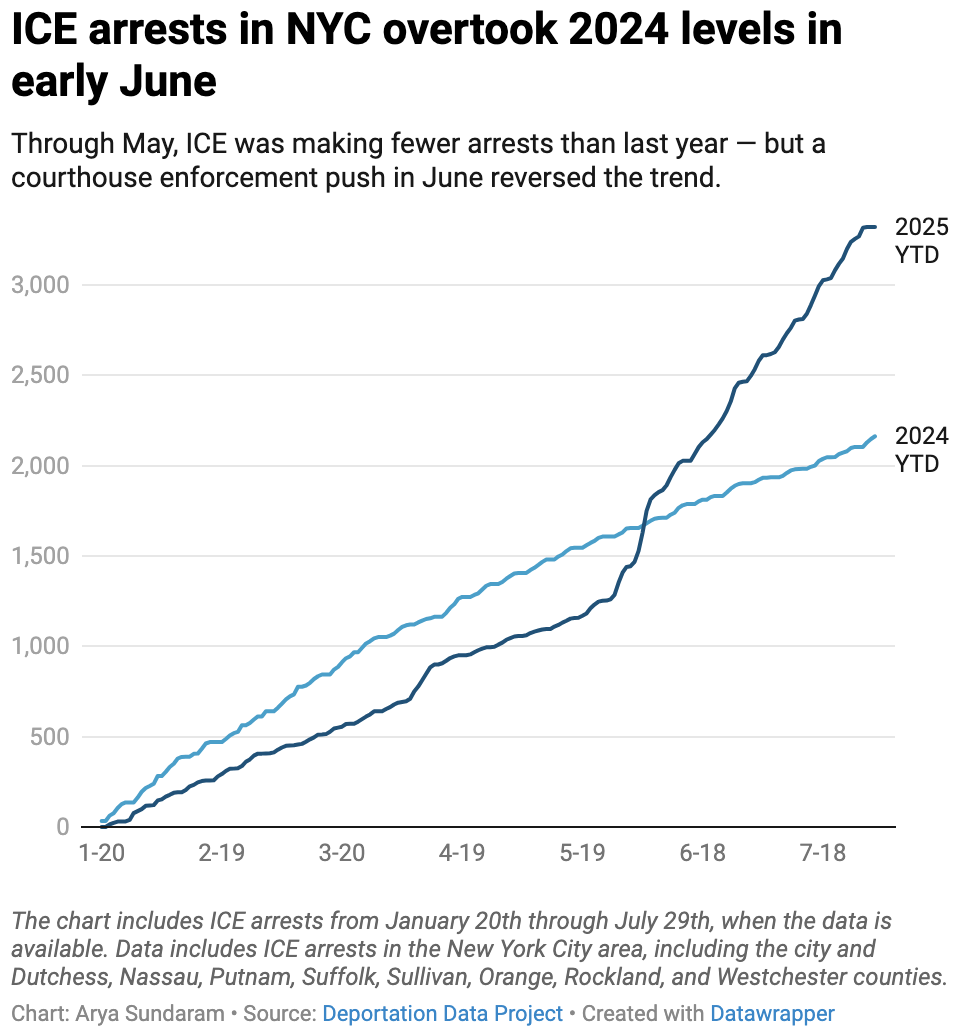 ICE arrests in NYC overtook 2024 levels in
early June
Through May, ICE was making fewer arrests than last year — but a
courthouse enforcement push in June reversed the trend.
2025
YTD
3,000
2,500
2024
YTD
2,000
1,500
1,000
500
0
1-20 2-19 3-20 4-19 5-19 6-18 7-18
The chart includes ICE arrests from January 20th through July 29th, when the data is
available. Data includes ICE arrests in the New York City area, including the city and
Dutchess, Nassau, Putnam, Suffolk, Sullivan, Orange, Rockland, and Westchester counties.
Chart: Arya Sundaram • Source: Deportation Data Project • Created with Datawrapper